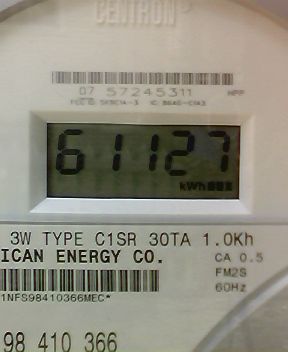 CENTRON
07 57245311 HPP
61127
kWh
3W TYPE C1SR 30TA 1.0Kh
ICAN ENERGY CO. CA 0.5
FM2S
60Hz
1NFS98410366MEC*
98 410 366